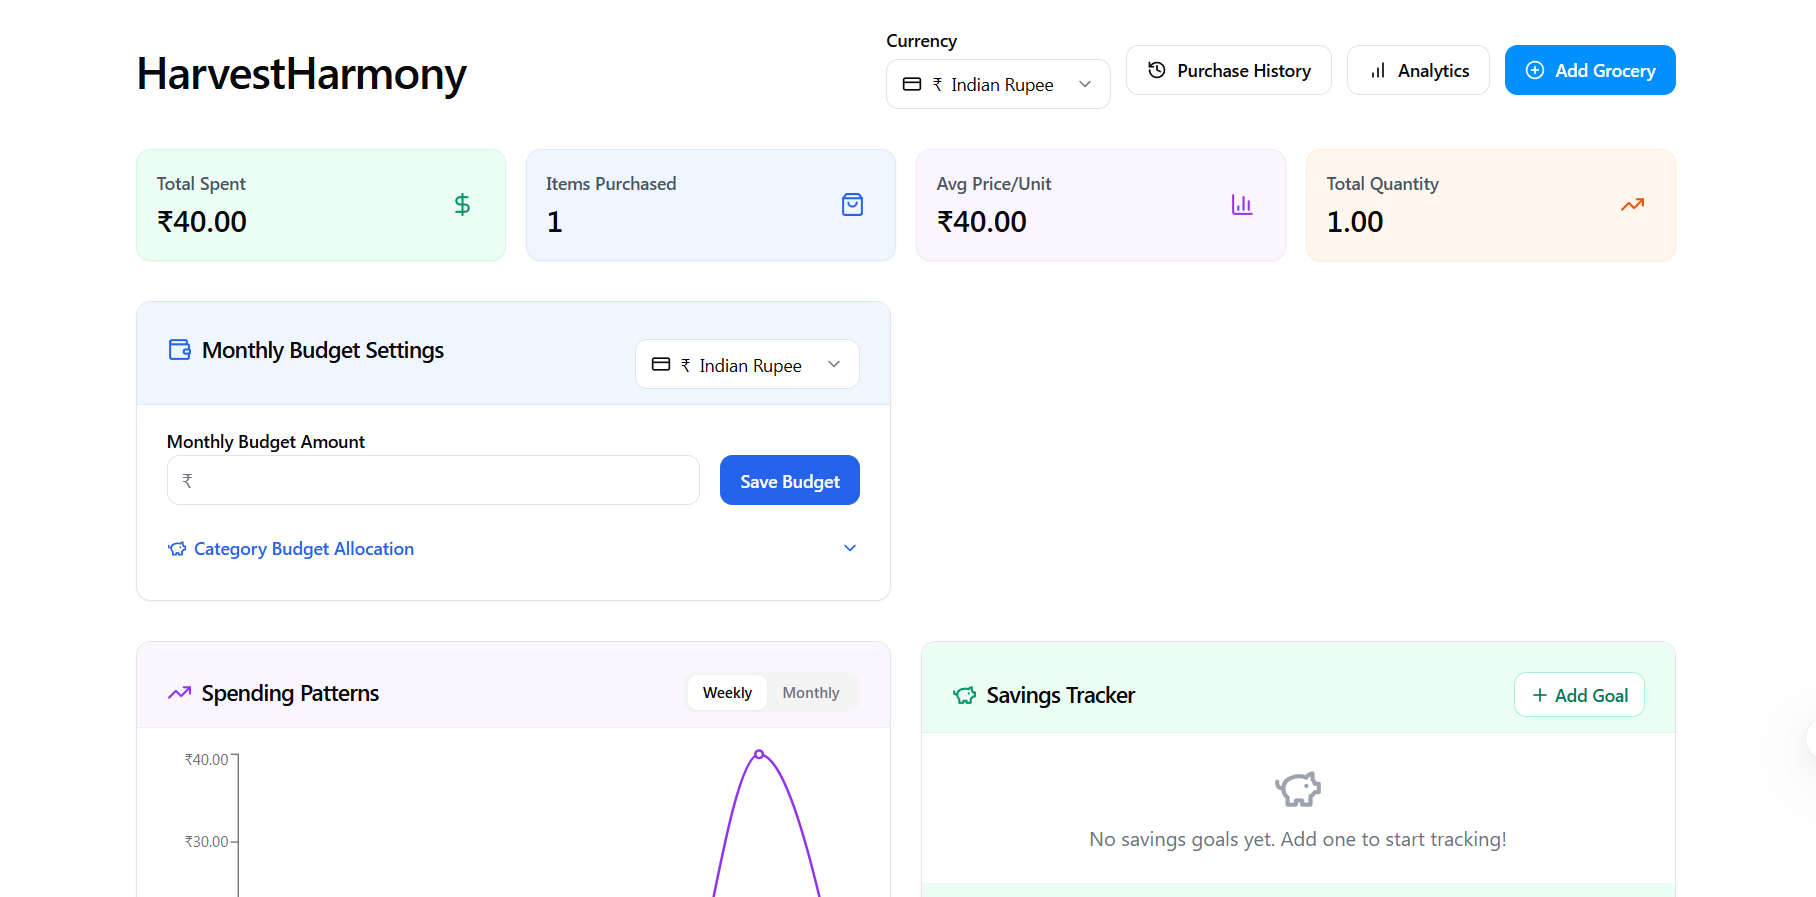 HarvestHarmony
Currency
₹ Indian Rupee
Purchase History
Analytics
Add Grocery
Total Spent
₹40.00
Items Purchased
1
Avg Price/Unit
₹40.00
Total Quantity
1.00
Monthly Budget Settings
₹ Indian Rupee
Monthly Budget Amount
₹
Save Budget
Category Budget Allocation
Spending Patterns
Weekly
Monthly
₹40.00
₹30.00
Savings Tracker
+ Add Goal
No savings goals yet. Add one to start tracking!